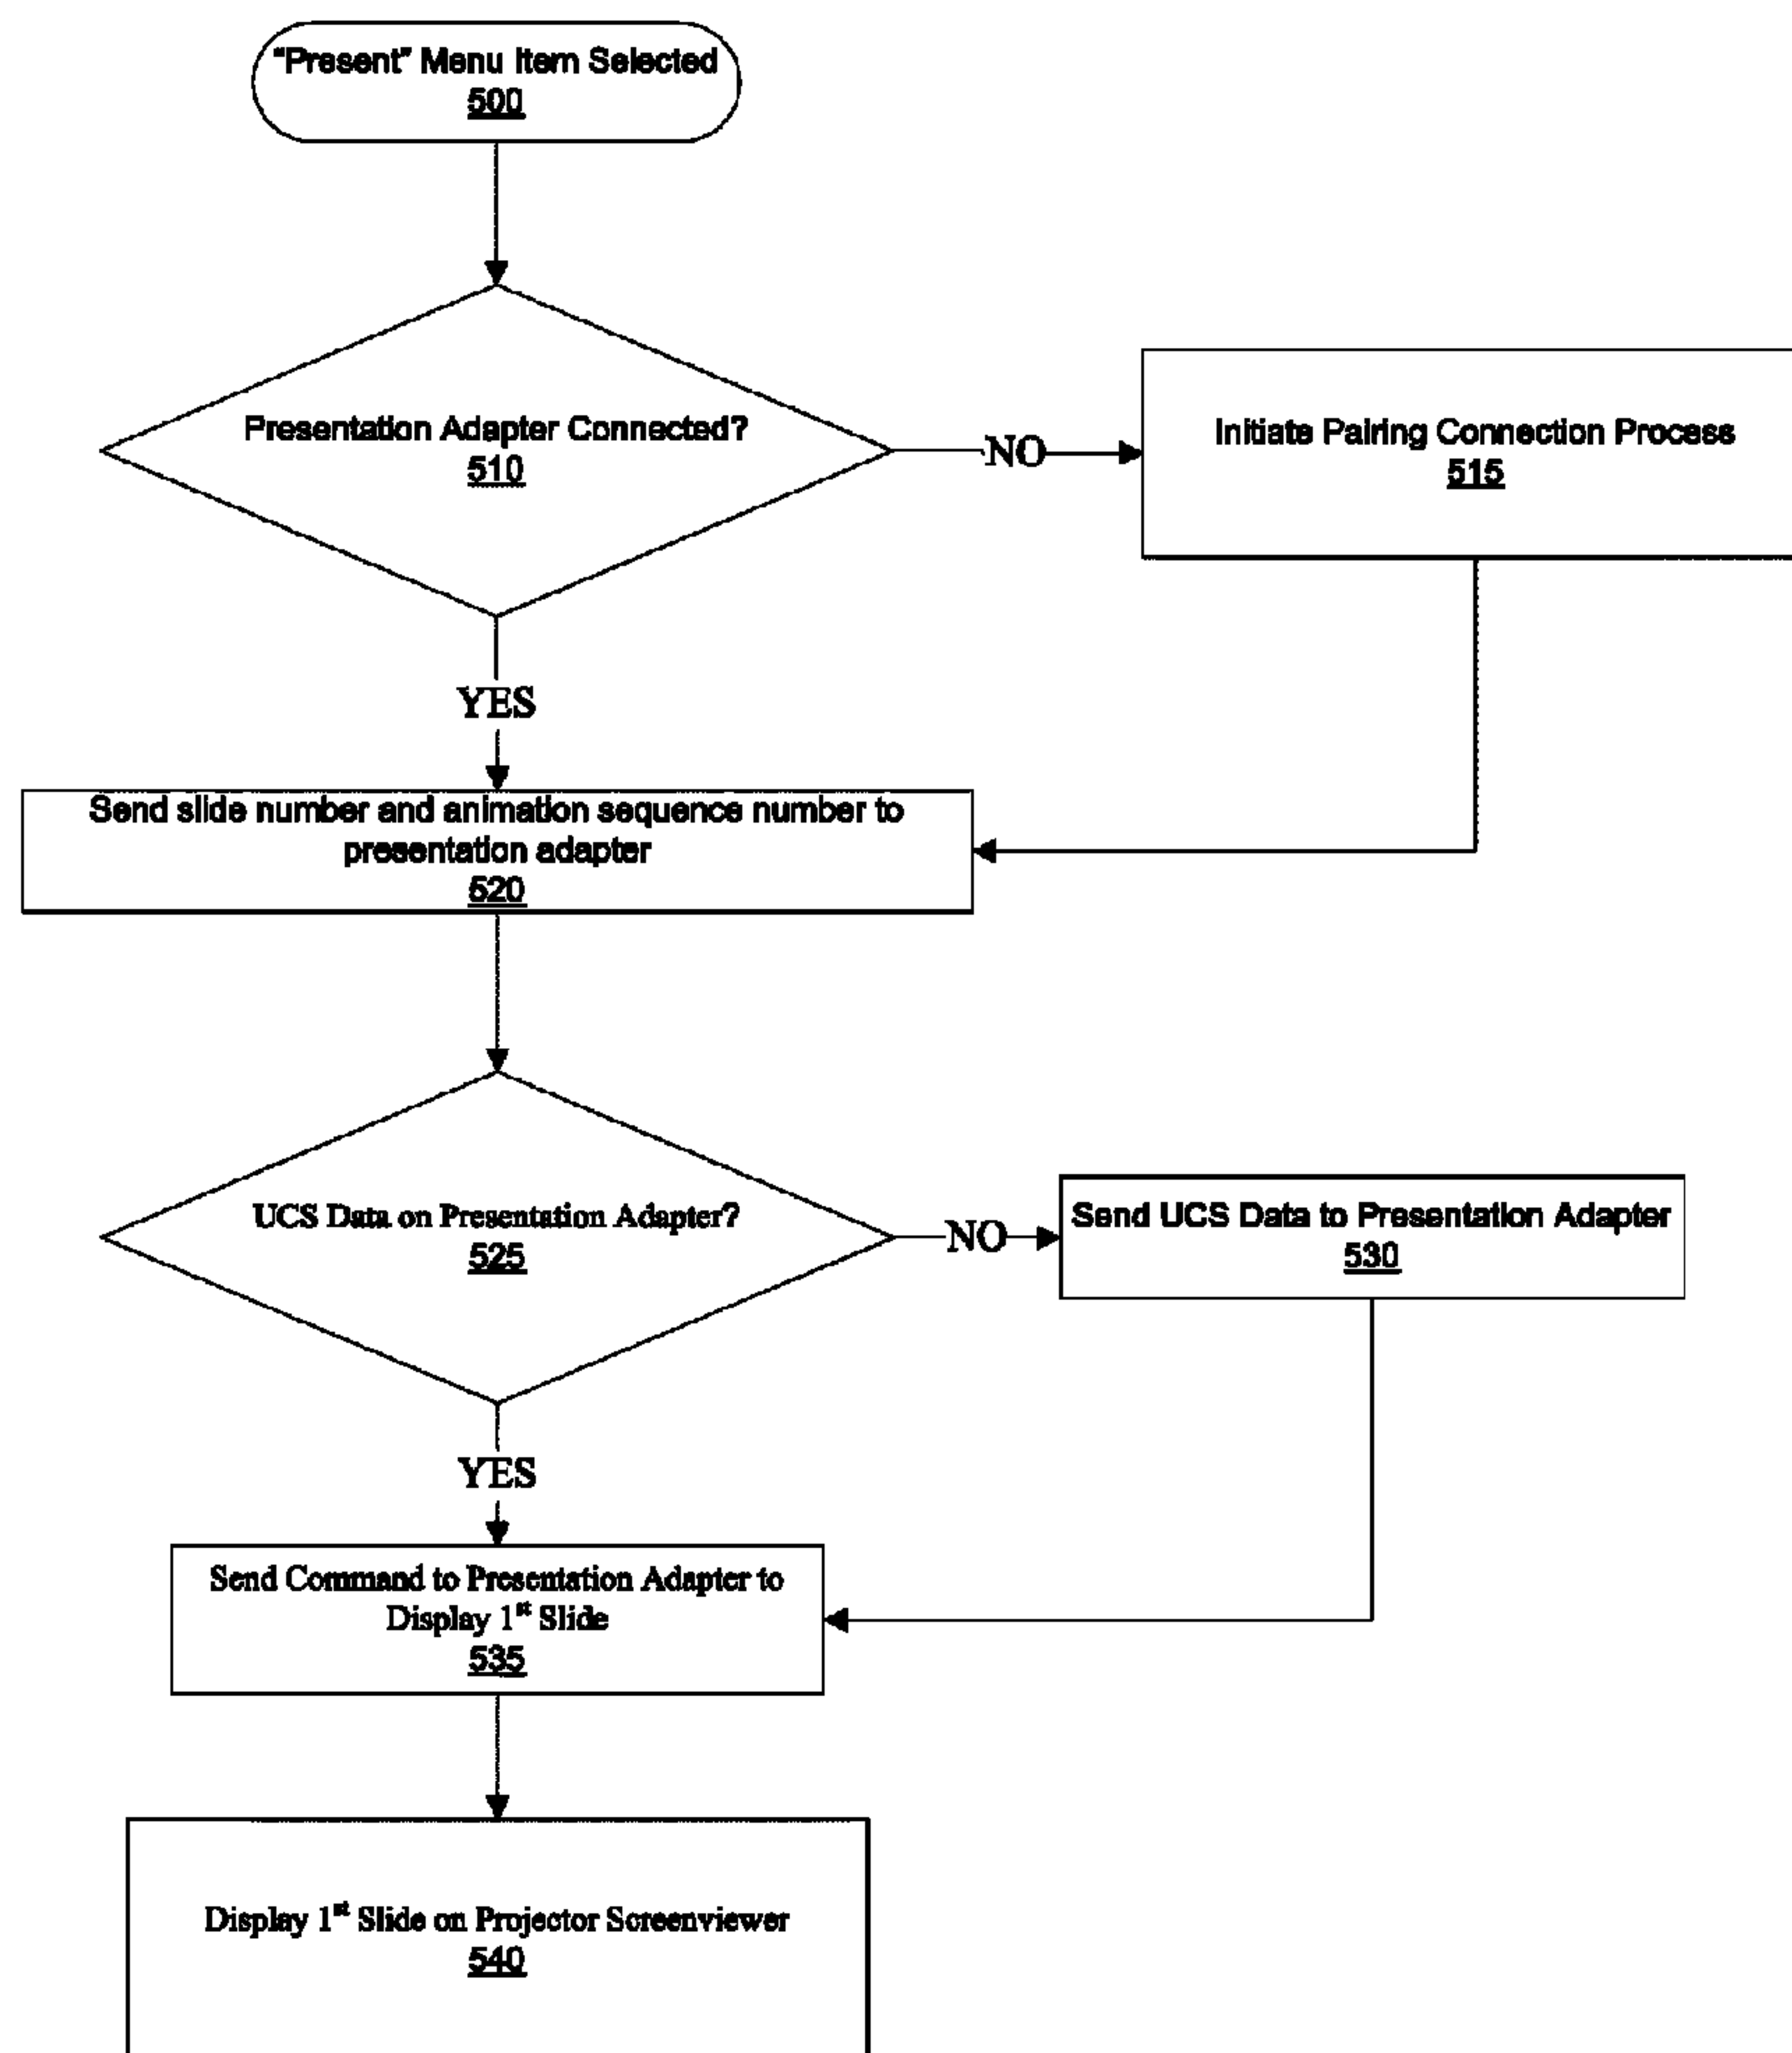 "Present" Menu Item Selected
500
Presentation Adapter Connected?
510
NO
Initiate Pairing Connection Process
515
YES
Send slide number and animation sequence number to
presentation adapter
520
UCS Data on Presentation Adapter?
525
NO
Send UCS Data to Presentation Adapter
530
YES
Send Command to Presentation Adapter to
Display 1st Slide
535
Display 1st Slide on Projector Screenviewer
540